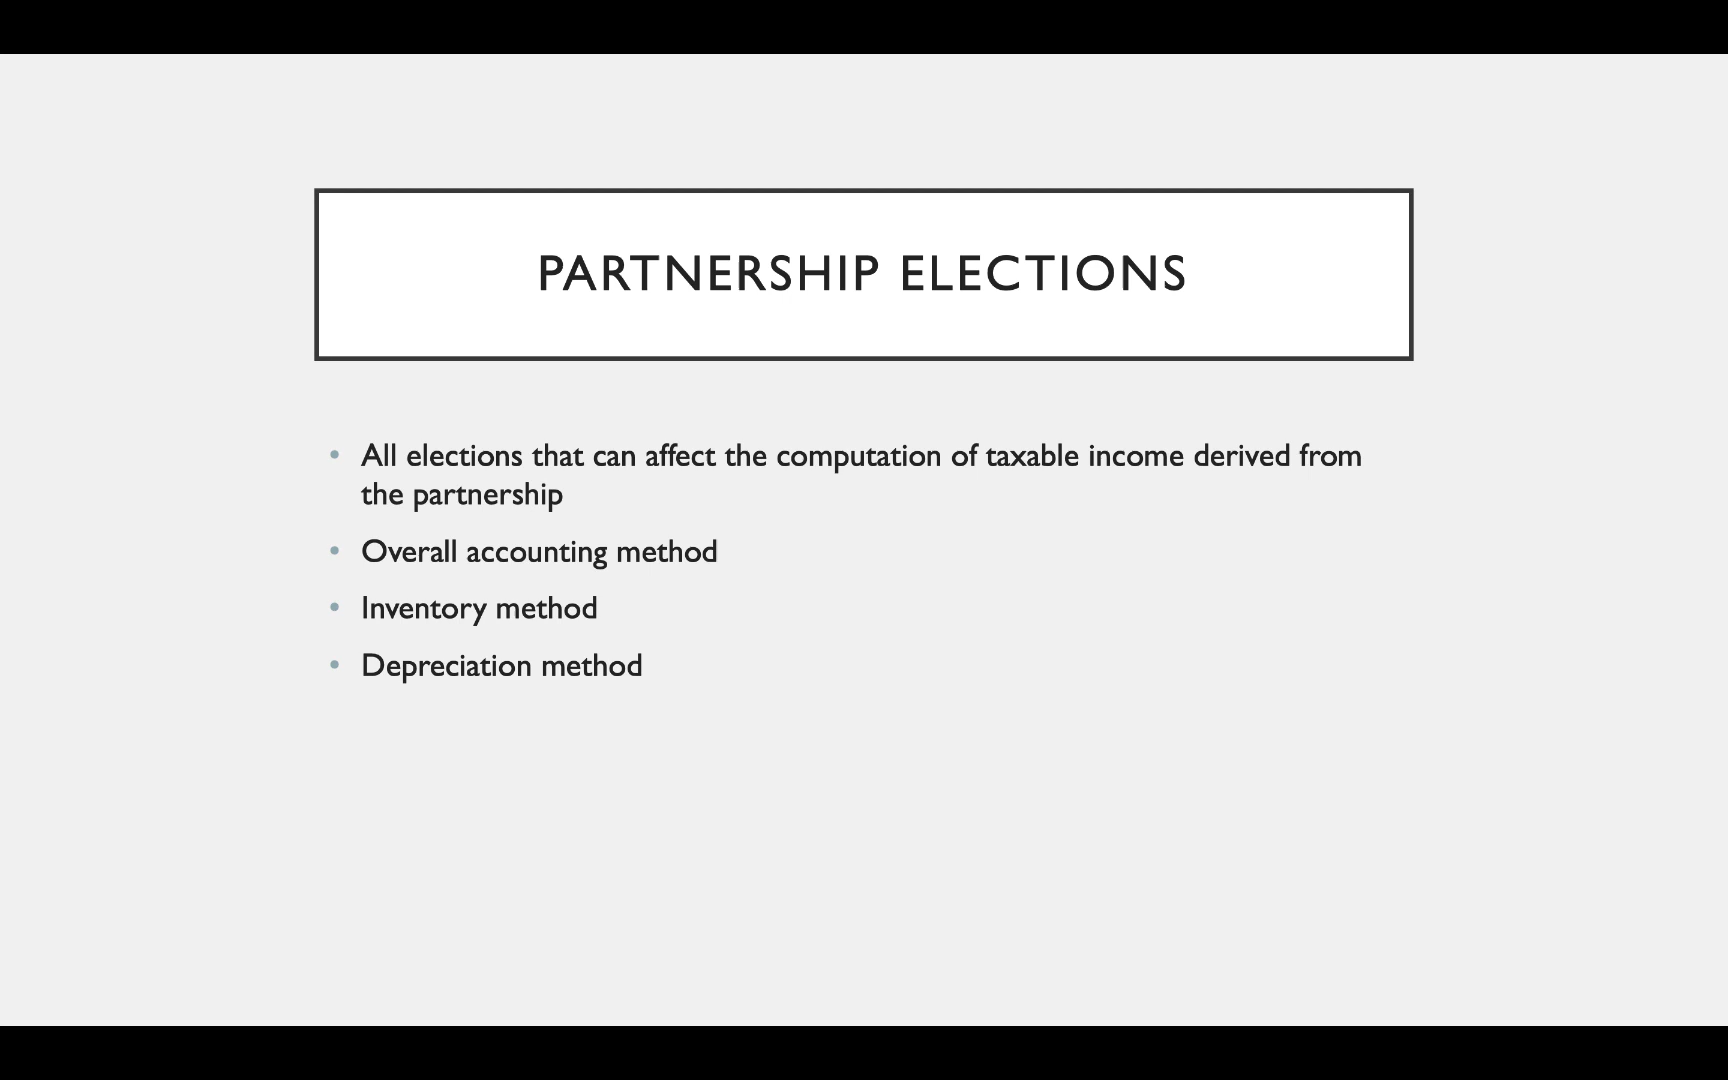 PARTNERSHIP ELECTIONS
• All elections that can affect the computation of taxable income derived from
the partnership
• Overall accounting method
• Inventory method
• Depreciation method